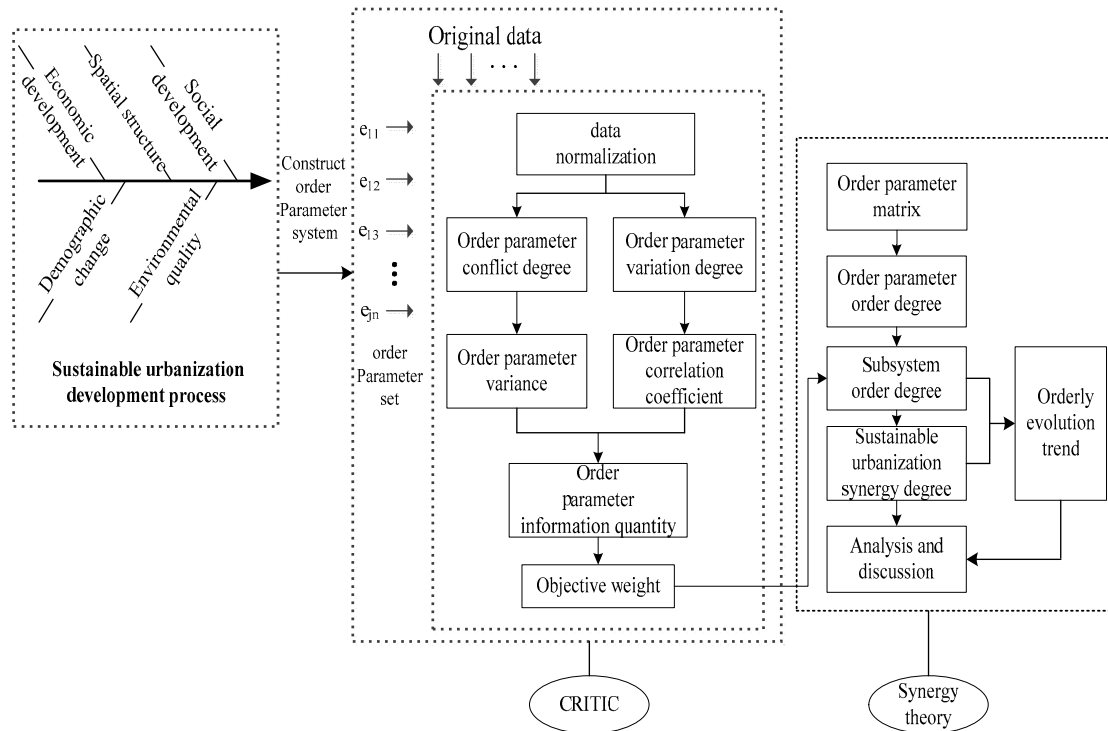 Economic
development
Spatial structure
Social
development
Demographic
change
Environmental
quality
Sustainable urbanization
development process
Construct
order
Parameter
system
Original data
. . .
e11
e12
e13
ejn
order
Parameter
set
data
normalization
Order parameter
conflict degree
Order parameter
variation degree
Order parameter
variance
Order parameter
correlation
coefficient
Order
parameter
information quantity
Objective weight
CRITIC
Order parameter
matrix
Order parameter
order degree
Subsystem
order degree
Sustainable
urbanization
synergy degree
Analysis and
discussion
Orderly
evolution
trend
Synergy
theory